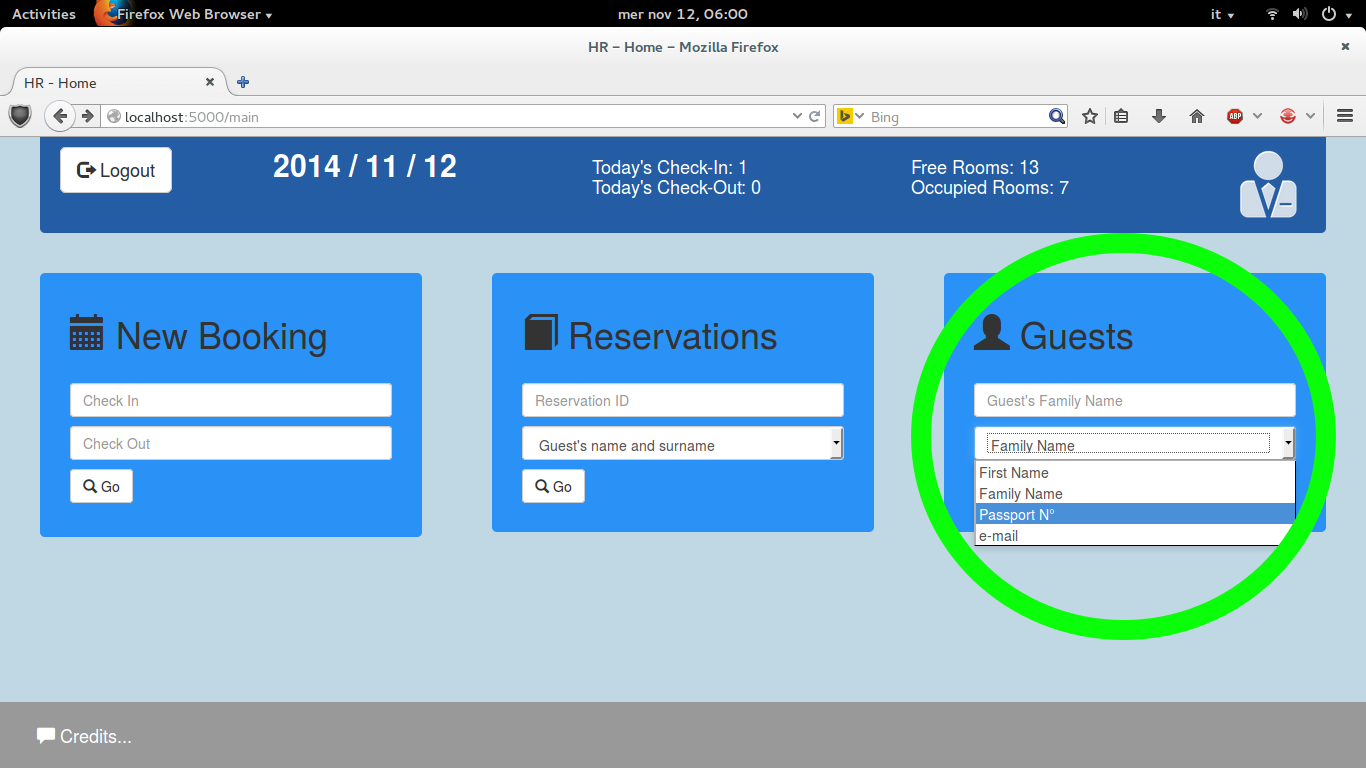 Activities Firefox Web Browser mer nov 12, 06:00 it
HR – Home – Mozilla Firefox
HR - Home
localhost:5000/main Bing ABP
Logout
2014 / 11 / 12
Today's Check-In: 1
Today's Check-Out: 0
Free Rooms: 13
Occupied Rooms: 7
New Booking
Check In
Check Out
Go
Reservations
Reservation ID
Guest's name and surname
Go
Guests
Guest's Family Name
Family Name
First Name
Family Name
Passport N°
e-mail
Credits...